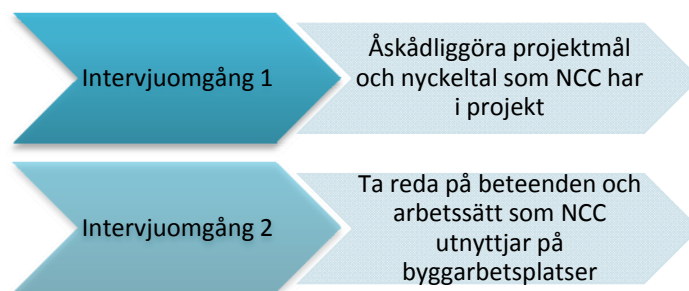 Intervjuomgång 1
Åskådliggöra projektmål
och nyckeltal som NCC har
i projekt
Intervjuomgång 2
Ta reda på beteenden och
arbetssätt som NCC
utnyttjar på
byggarbetsplatser